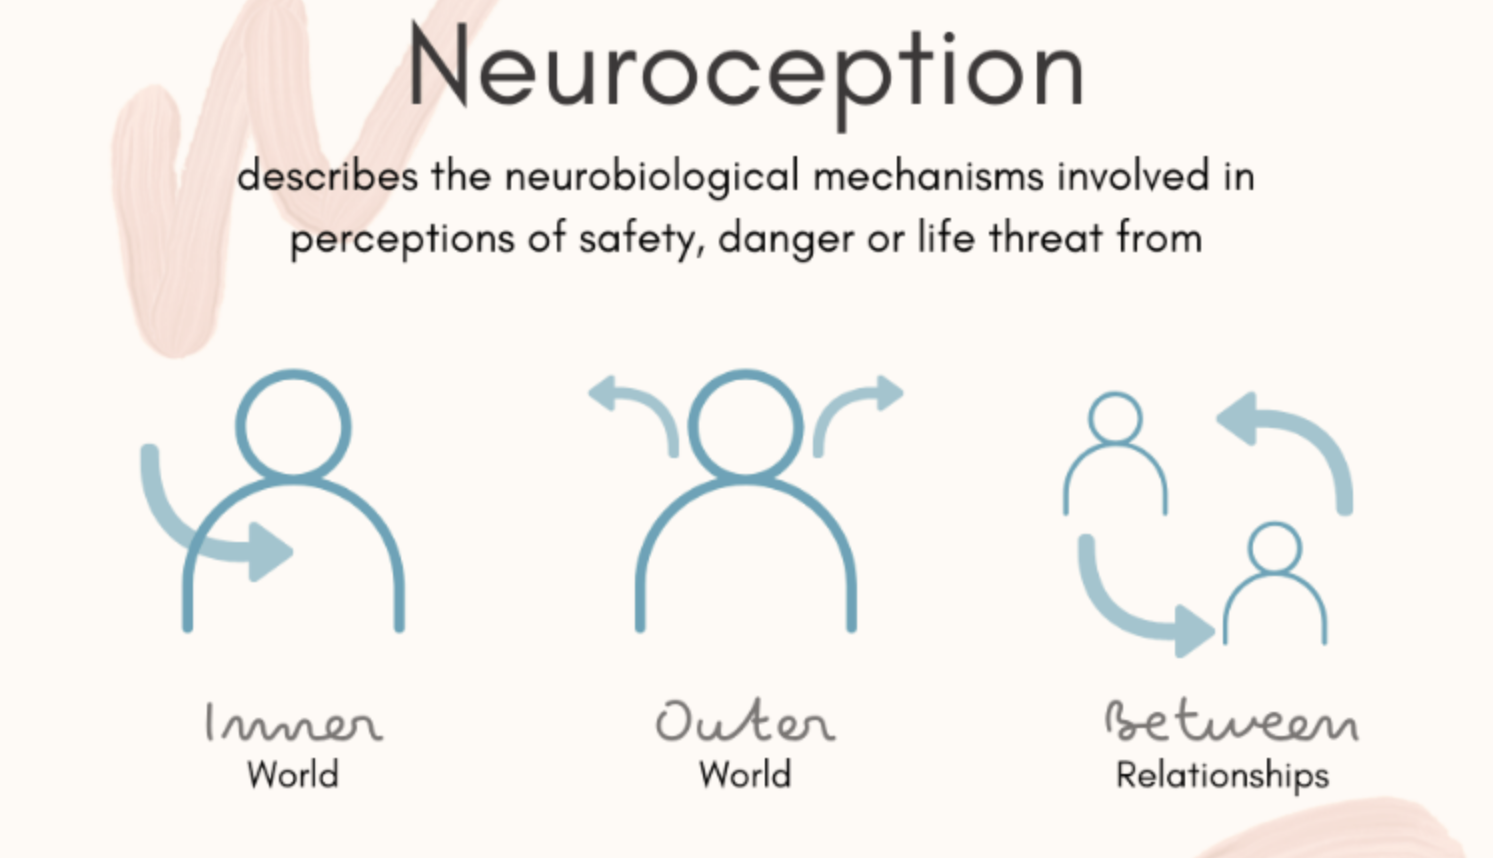 Neuroception
describes the neurobiological mechanisms involved in
perceptions of safety, danger or life threat from
Inner
World
Outer
World
Between
Relationships